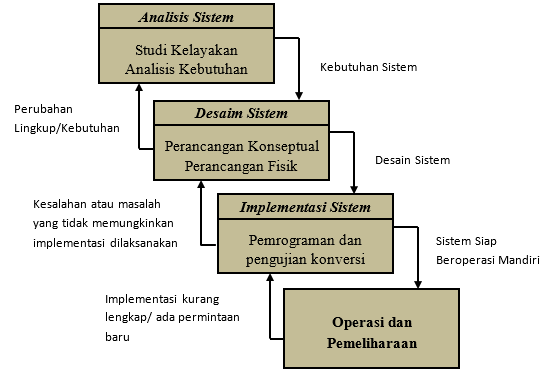 Analisis Sistem
Studi Kelayakan
Analisis Kebutuhan
Kebutuhan Sistem
Perubahan
Lingkup/Kebutuhan
Desaim Sistem
Perancangan Konseptual
Perancangan Fisik
Desain Sistem
Kesalahan atau masalah
yang tidak memungkinkan
implementasi dilaksanakan
Implementasi Sistem
Pemrograman dan
pengujian konversi
Sistem Siap
Beroperasi Mandiri
Implementasi kurang
lengkap/ ada permintaan
baru
Operasi dan
Pemeliharaan